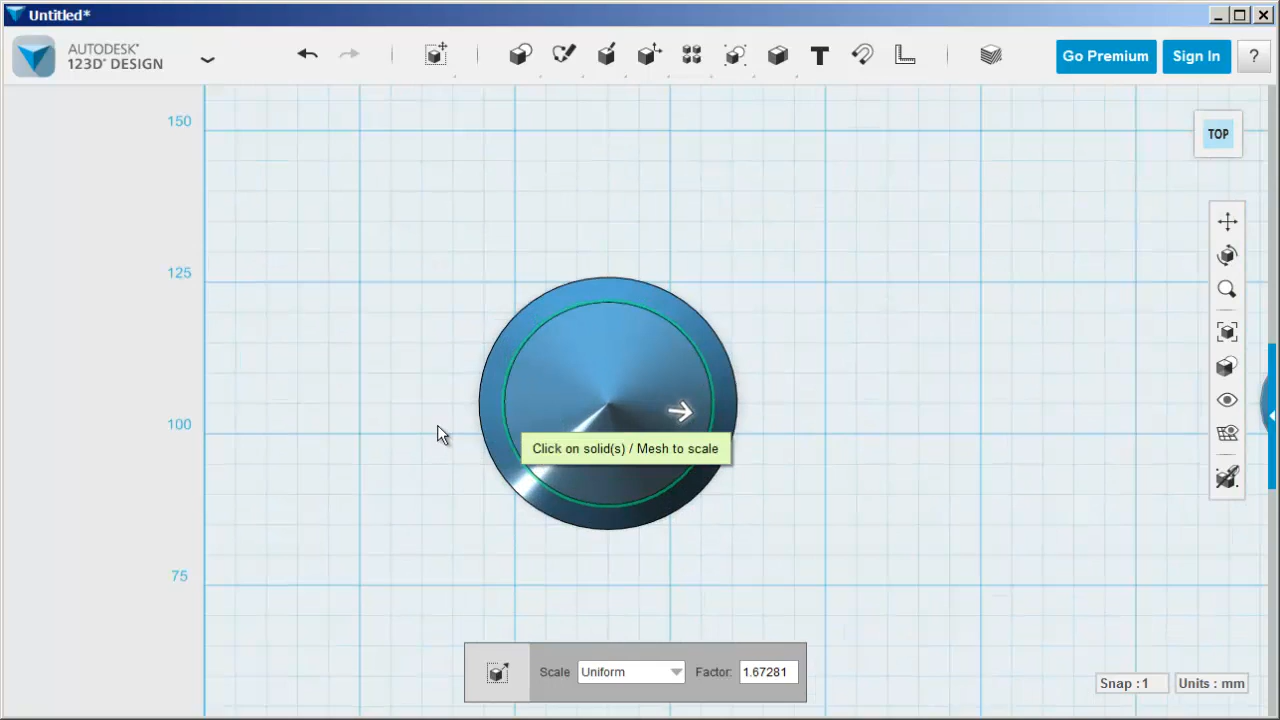 Untitled*
AUTODESK®
123D® DESIGN
T
Go Premium
Sign In
?
150
TOP
125
100
Click on solid(s) / Mesh to scale
75
Scale Uniform Factor: 1.67281
Snap : 1 Units : mm